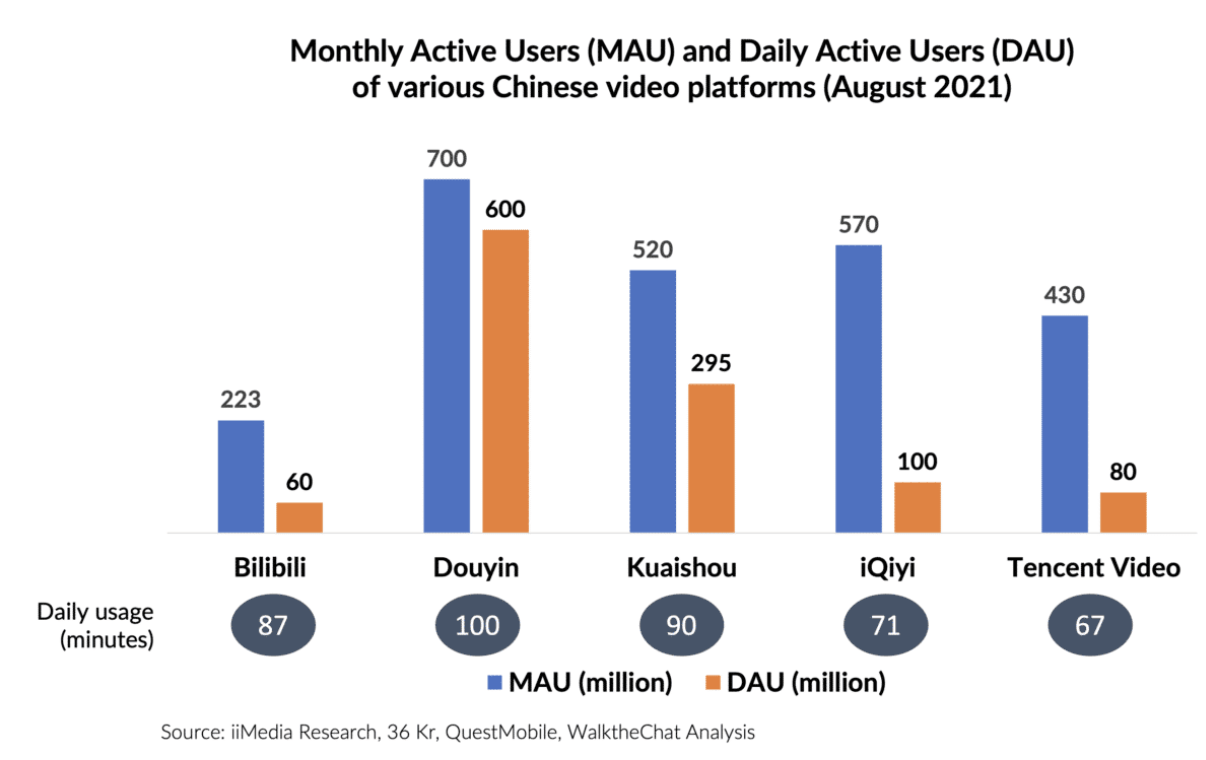 Monthly Active Users (MAU) and Daily Active Users (DAU)
of various Chinese video platforms (August 2021)
700
600
570
520
430
295
223
100
80
60
Bilibili Douyin Kuaishou iQiyi Tencent Video
Daily usage
(minutes)
87 100 90 71 67
MAU (million) DAU (million)
Source: iiMedia Research, 36 Kr, QuestMobile, WalktheChat Analysis